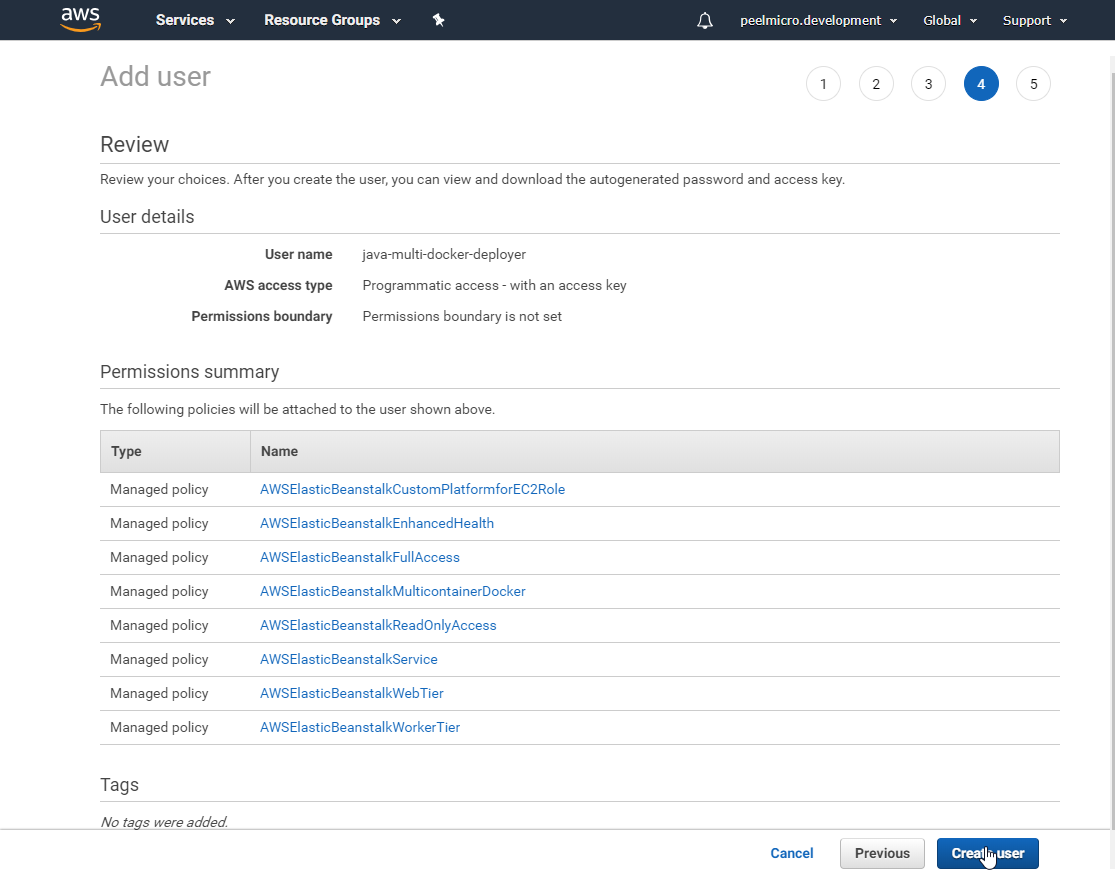 aws Services Resource Groups peelmicro.development Global Support
Add user 1 2 3 4 5
Review
Review your choices. After you create the user, you can view and download the autogenerated password and access key.
User details
User name java-multi-docker-deployer
AWS access type Programmatic access - with an access key
Permissions boundary Permissions boundary is not set
Permissions summary
The following policies will be attached to the user shown above.
Type Name
Managed policy AWSElasticBeanstalkCustomPlatformforEC2Role
Managed policy AWSElasticBeanstalkEnhancedHealth
Managed policy AWSElasticBeanstalkFullAccess
Managed policy AWSElasticBeanstalkMulticontainerDocker
Managed policy AWSElasticBeanstalkReadOnlyAccess
Managed policy AWSElasticBeanstalkService
Managed policy AWSElasticBeanstalkWebTier
Managed policy AWSElasticBeanstalkWorkerTier
Tags
No tags were added.
Cancel Previous Create user